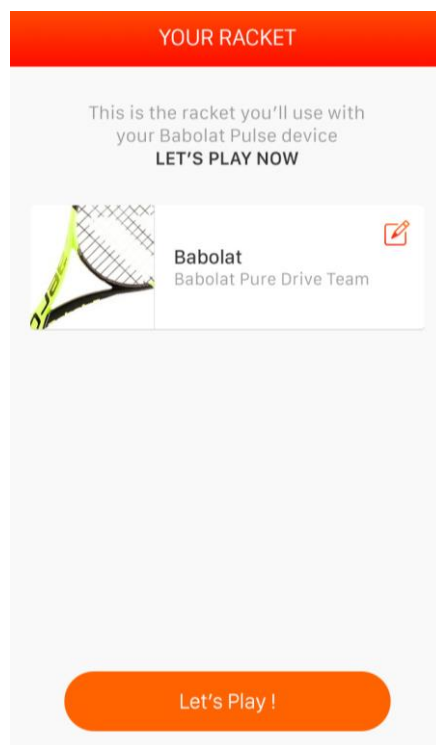 YOUR RACKET
This is the racket you'll use with
your Babolat Pulse device
LET'S PLAY NOW
Babolat
Babolat Pure Drive Team
Let's Play !